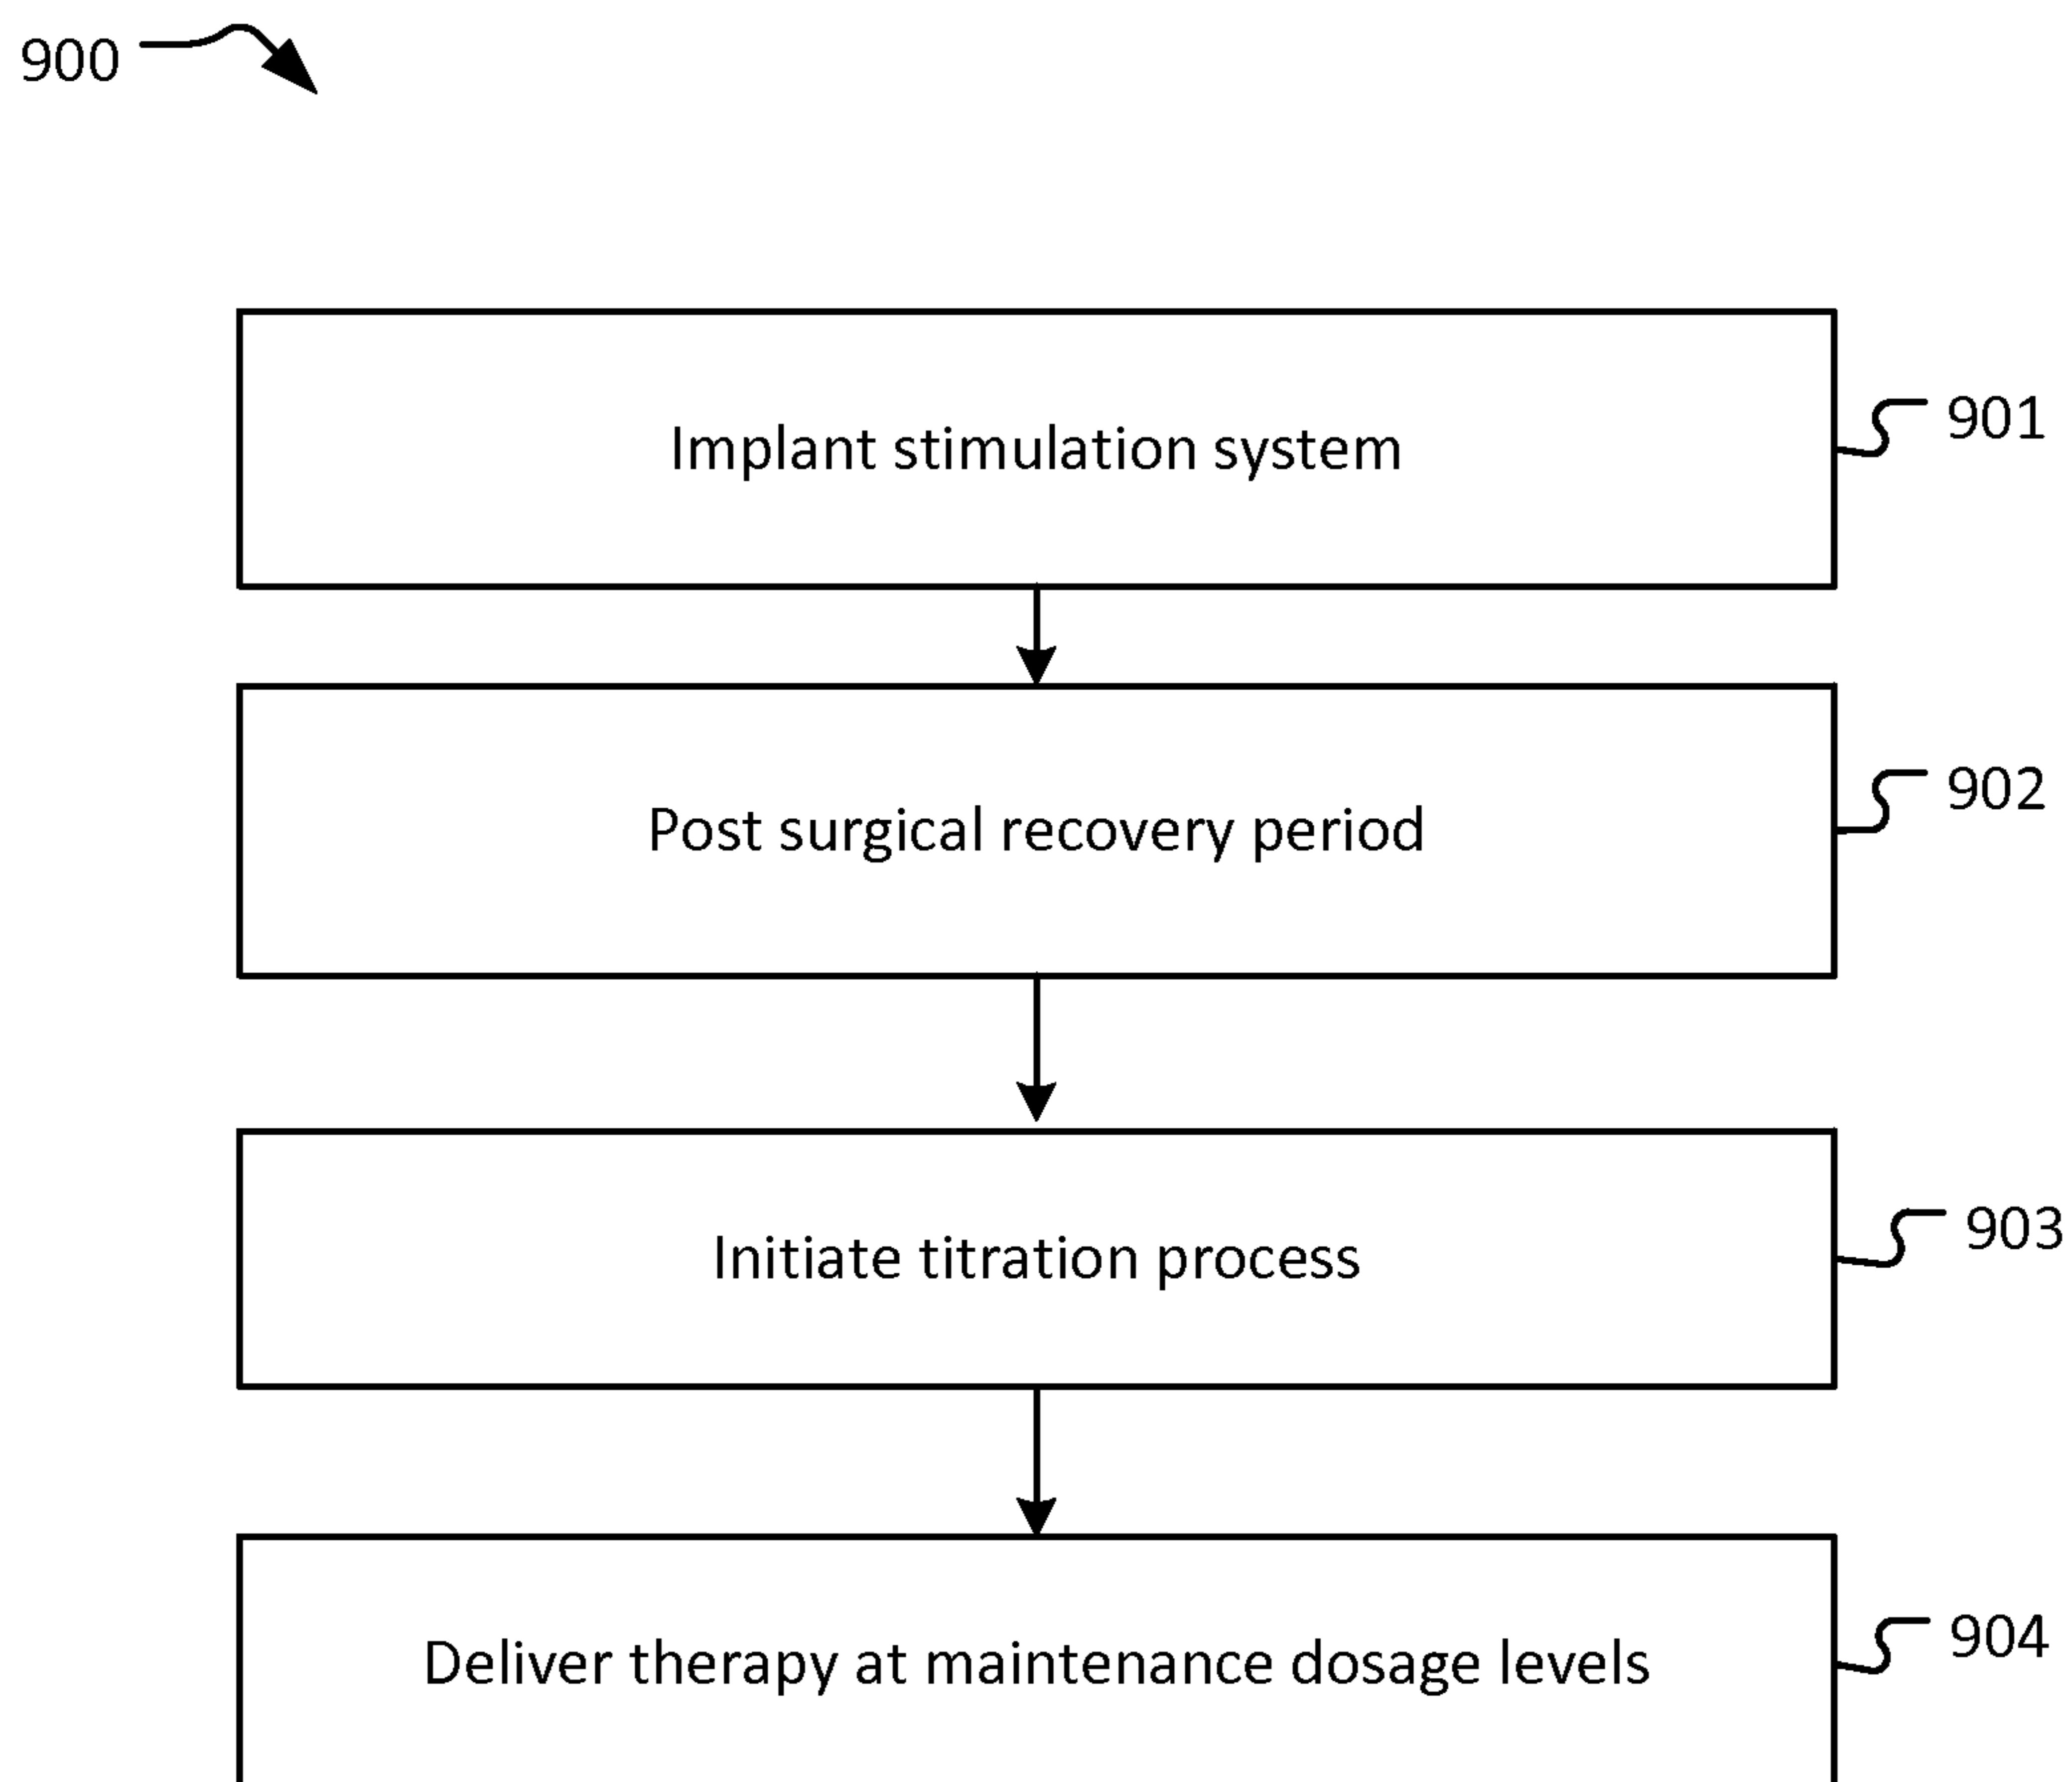 900
Implant stimulation system
901
Post surgical recovery period
902
Initiate titration process
903
Deliver therapy at maintenance dosage levels
904